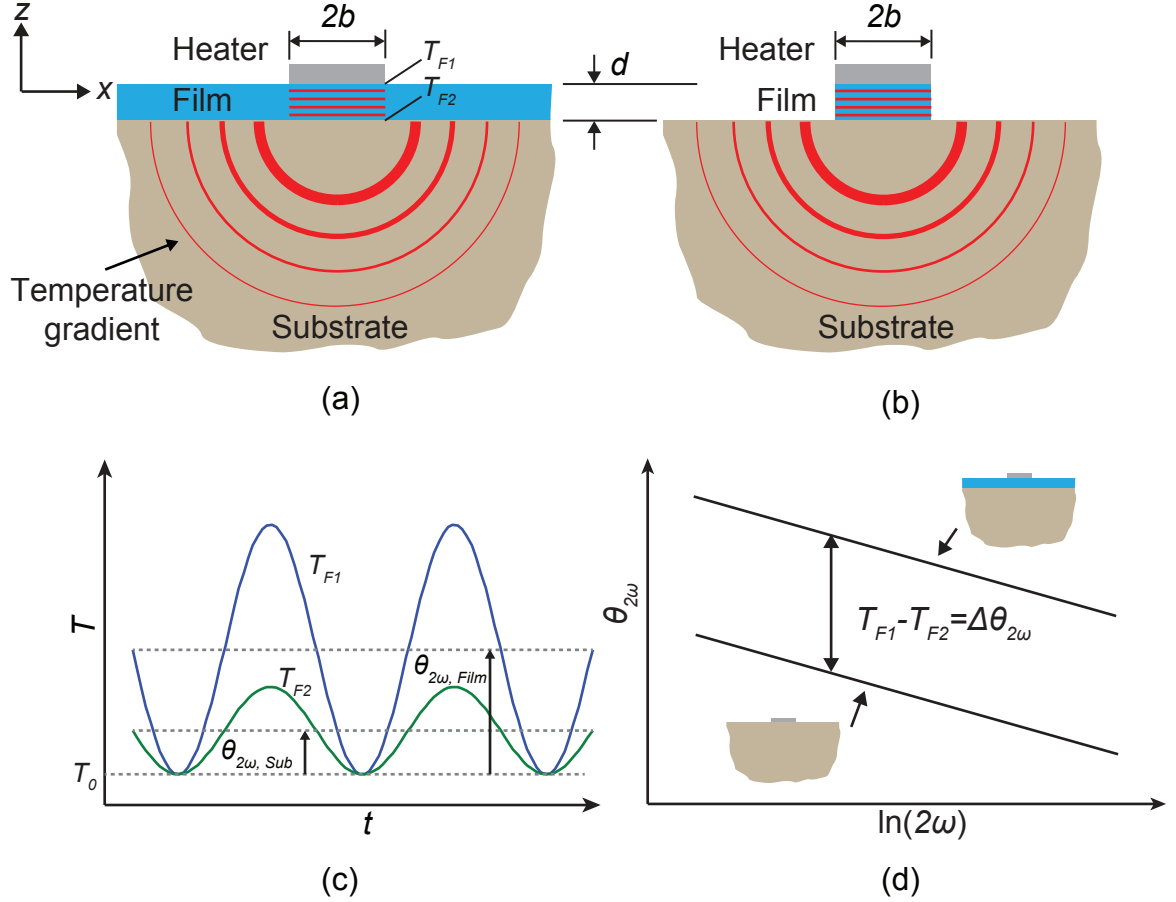 z
x
2b
Heater
T_F1
T_F2
Film
Temperature
gradient
Substrate
(a)
2b
Heater
d
Film
Substrate
(b)
T
T_F1
T_F2
θ_2ω, Film
θ_2ω, Sub
T_0
t
(c)
θ_2ω
T_F1-T_F2=Δθ_2ω
ln(2ω)
(d)